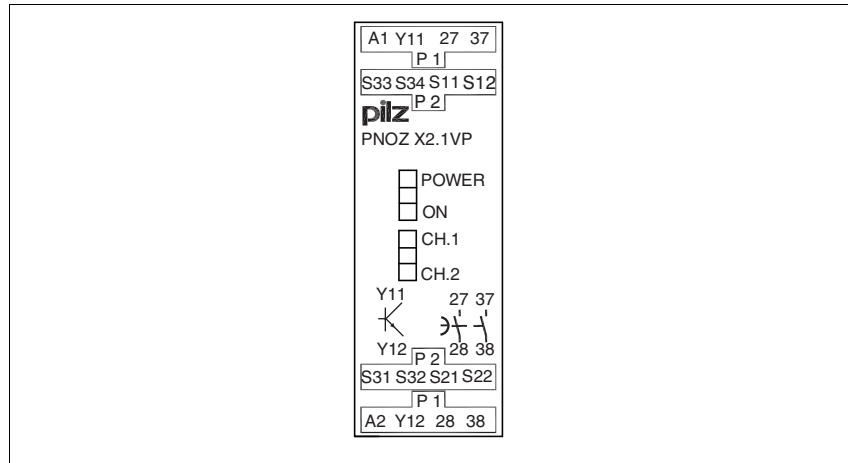 A1 Y11 27 37
P 1
S33 S34 S11 S12
P 2
pilz
PNOZ X2.1VP
POWER
ON
CH.1
CH.2
Y11 27 37
Y12 28 38
P 2
S31 S32 S21 S22
P 1
A2 Y12 28 38